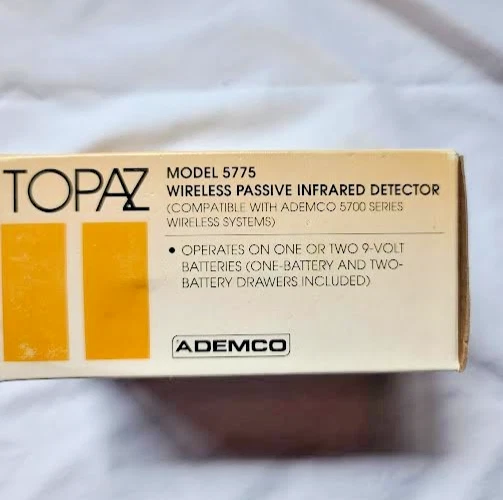 TOPAZ
MODEL 5775
WIRELESS PASSIVE INFRARED DETECTOR
(COMPATIBLE WITH ADEMCO 5700 SERIES
WIRELESS SYSTEMS)
• OPERATES ON ONE OR TWO 9-VOLT
BATTERIES (ONE-BATTERY AND TWO-
BATTERY DRAWERS INCLUDED)
ADEMCO